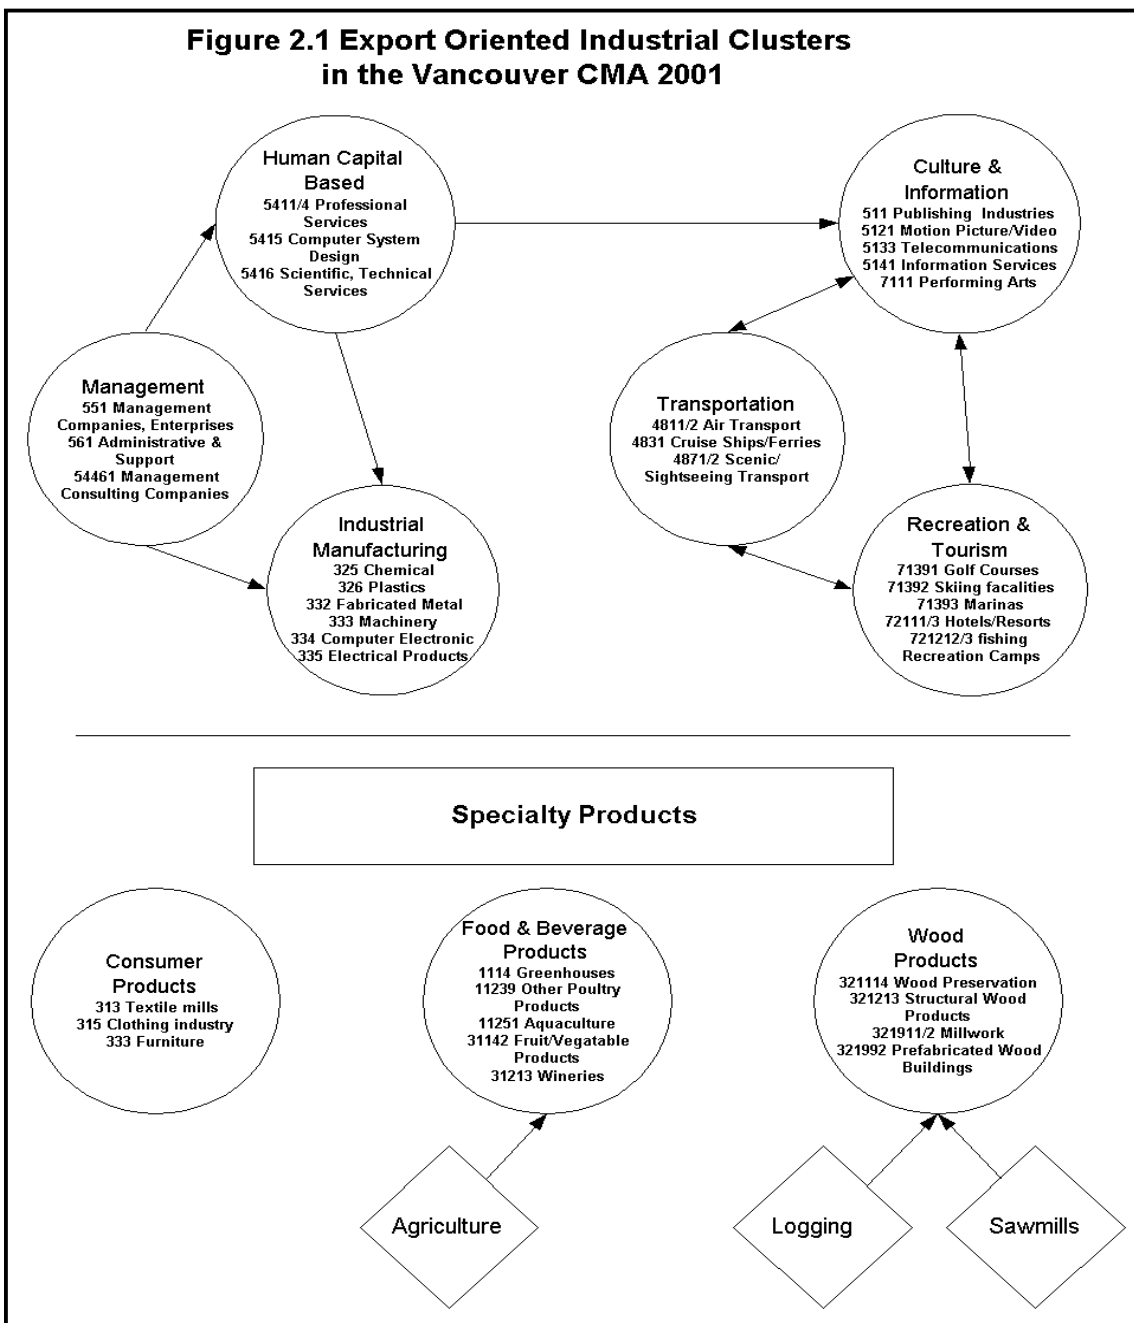 Figure 2.1 Export Oriented Industrial Clusters
in the Vancouver CMA 2001
Human Capital
Based
5411/4 Professional
Services
5415 Computer System
Design
5416 Scientific, Technical
Services
Culture &
Information
511 Publishing Industries
5121 Motion Picture/Video
5133 Telecommunications
5141 Information Services
7111 Performing Arts
Management
551 Management
Companies, Enterprises
561 Administrative &
Support
54461 Management
Consulting Companies
Transportation
4811/2 Air Transport
4831 Cruise Ships/Ferries
4871/2 Scenic/
Sightseeing Transport
Industrial
Manufacturing
325 Chemical
326 Plastics
332 Fabricated Metal
333 Machinery
334 Computer Electronic
335 Electrical Products
Recreation &
Tourism
71391 Golf Courses
71392 Skiing facalities
71393 Marinas
72111/3 Hotels/Resorts
721212/3 fishing
Recreation Camps
Specialty Products
Consumer
Products
313 Textile mills
315 Clothing industry
333 Furniture
Food & Beverage
Products
1114 Greenhouses
11239 Other Poultry
Products
11251 Aquaculture
31142 Fruit/Vegatable
Products
31213 Wineries
Wood
Products
321114 Wood Preservation
321213 Structural Wood
Products
321911/2 Millwork
321992 Prefabricated Wood
Buildings
Agriculture
Logging
Sawmills